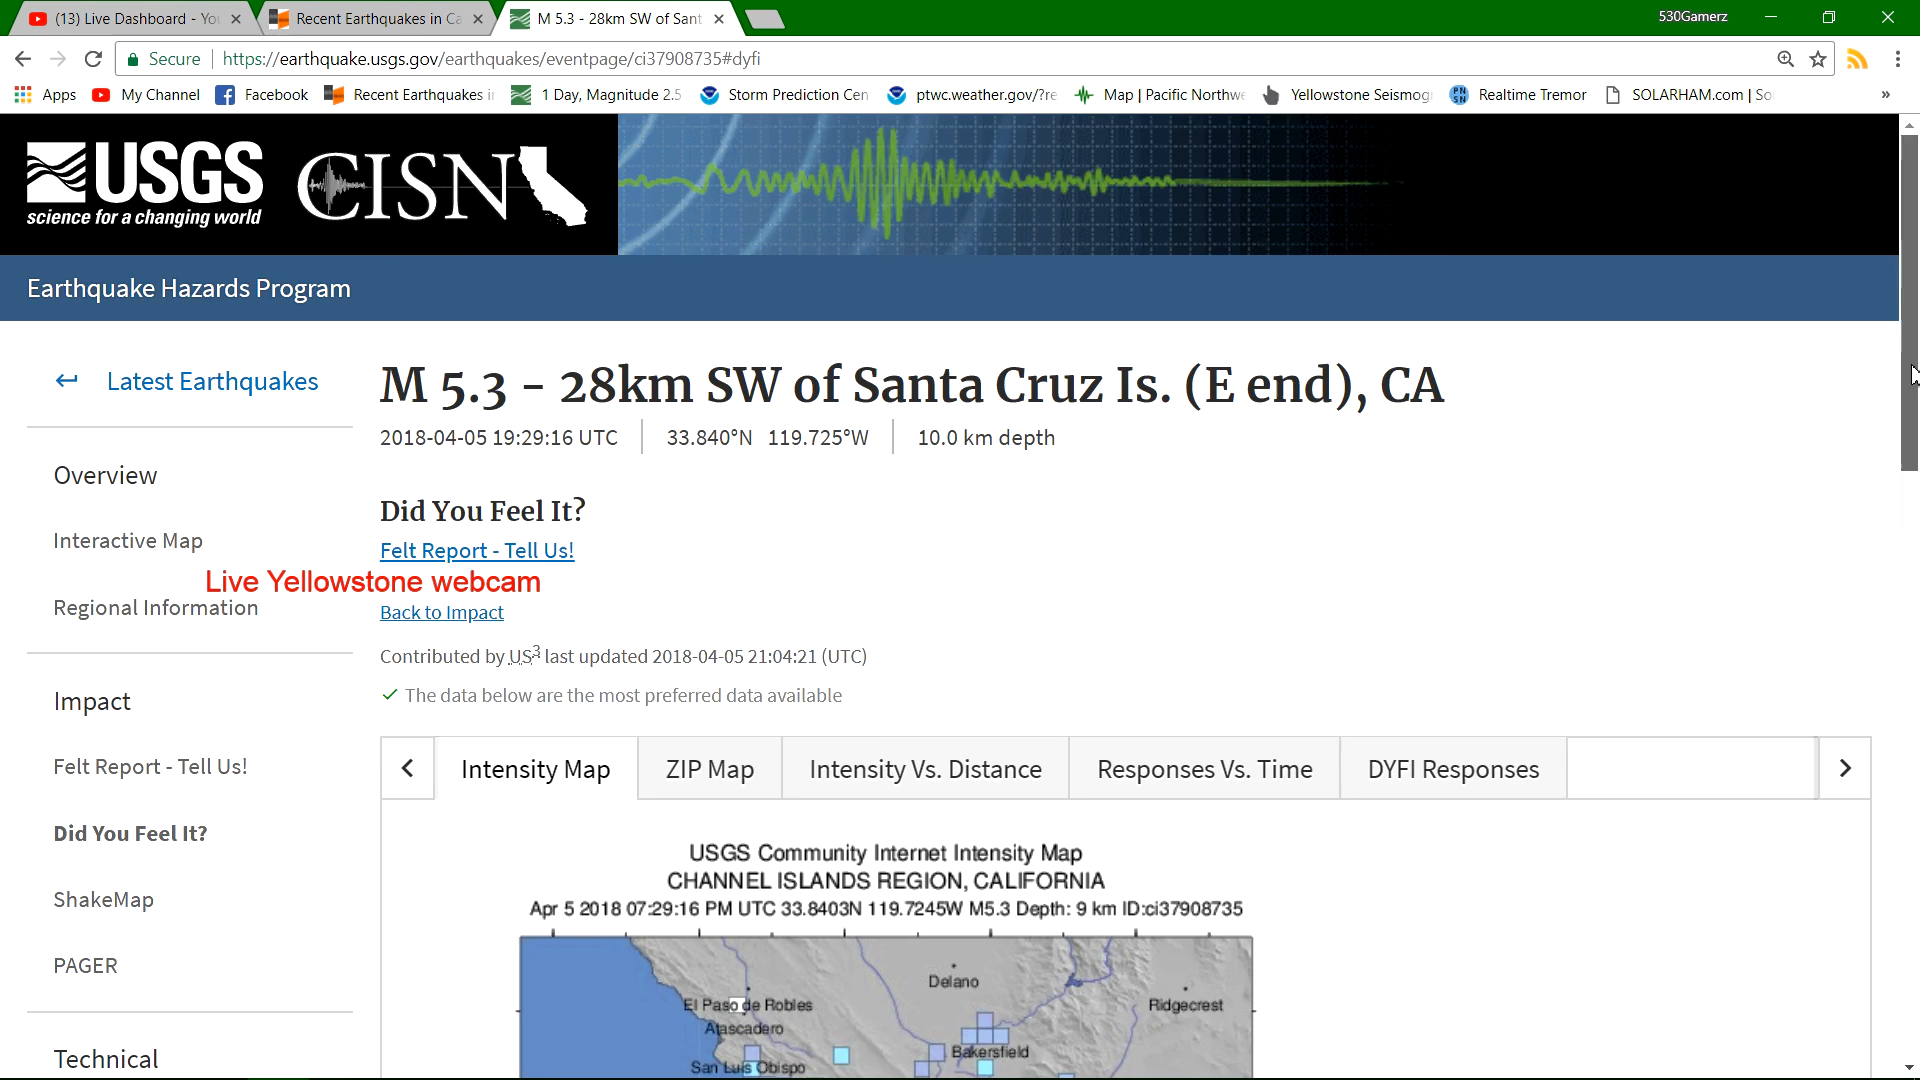 (13) Live Dashboard - You
Recent Earthquakes in Ca
M 5.3 - 28km SW of Sant
530Gamerz
Secure
https://earthquake.usgs.gov/earthquakes/eventpage/ci37908735#dyfi
Apps
My Channel
Facebook
Recent Earthquakes i
1 Day, Magnitude 2.5
Storm Prediction Cen
ptwc.weather.gov/?re
Map | Pacific Northw
Yellowstone Seismog
Realtime Tremor
SOLARHAM.com | So
»
USGS
science for a changing world
CISN
Earthquake Hazards Program
Latest Earthquakes
Overview
Interactive Map
Regional Information
Impact
Felt Report - Tell Us!
Did You Feel It?
ShakeMap
PAGER
Technical
M 5.3 - 28km SW of Santa Cruz Is. (E end), CA
2018-04-05 19:29:16 UTC
33.840°N 119.725°W
10.0 km depth
Did You Feel It?
Felt Report - Tell Us!
Live Yellowstone webcam
Back to Impact
Contributed by US3 last updated 2018-04-05 21:04:21 (UTC)
The data below are the most preferred data available
Intensity Map
ZIP Map
Intensity Vs. Distance
Responses Vs. Time
DYFI Responses
USGS Community Internet Intensity Map
CHANNEL ISLANDS REGION, CALIFORNIA
Apr 5 2018 07:29:16 PM UTC 33.8403N 119.7245W M5.3 Depth: 9 km ID:ci37908735
Delano
El Paso de Robles
Ridgecrest
Atascadero
Bakersfield
San Luis Obispo